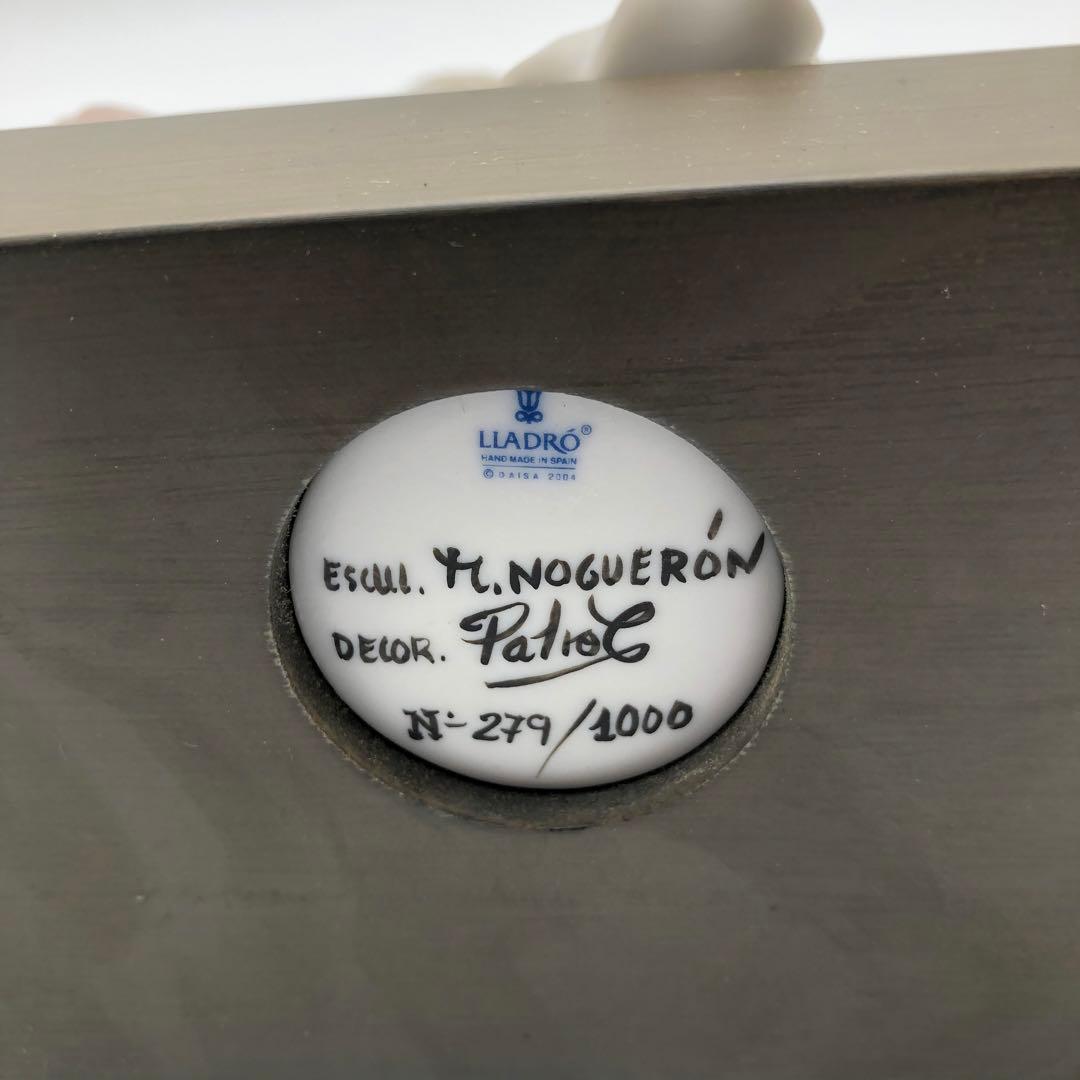 LLADRÓ®
HAND MADE IN SPAIN
© DAISA 2004
ESCUL. M. NOGUERÓN
DECOR.
Nº 279/1000